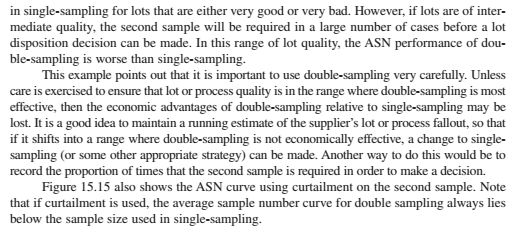 in single-sampling for lots that are either very good or very bad. However, if lots are of inter-
mediate quality, the second sample will be required in a large number of cases before a lot
disposition decision can be made. In this range of lot quality, the ASN performance of dou-
ble-sampling is worse than single-sampling.
This example points out that it is important to use double-sampling very carefully. Unless
care is exercised to ensure that lot or process quality is in the range where double-sampling is most
effective, then the economic advantages of double-sampling relative to single-sampling may be
lost. It is a good idea to maintain a running estimate of the supplier's lot or process fallout, so that
if it shifts into a range where double-sampling is not economically effective, a change to single-
sampling (or some other appropriate strategy) can be made. Another way to do this would be to
record the proportion of times that the second sample is required in order to make a decision.
Figure 15.15 also shows the ASN curve using curtailment on the second sample. Note
that if curtailment is used, the average sample number curve for double sampling always lies
below the sample size used in single-sampling.